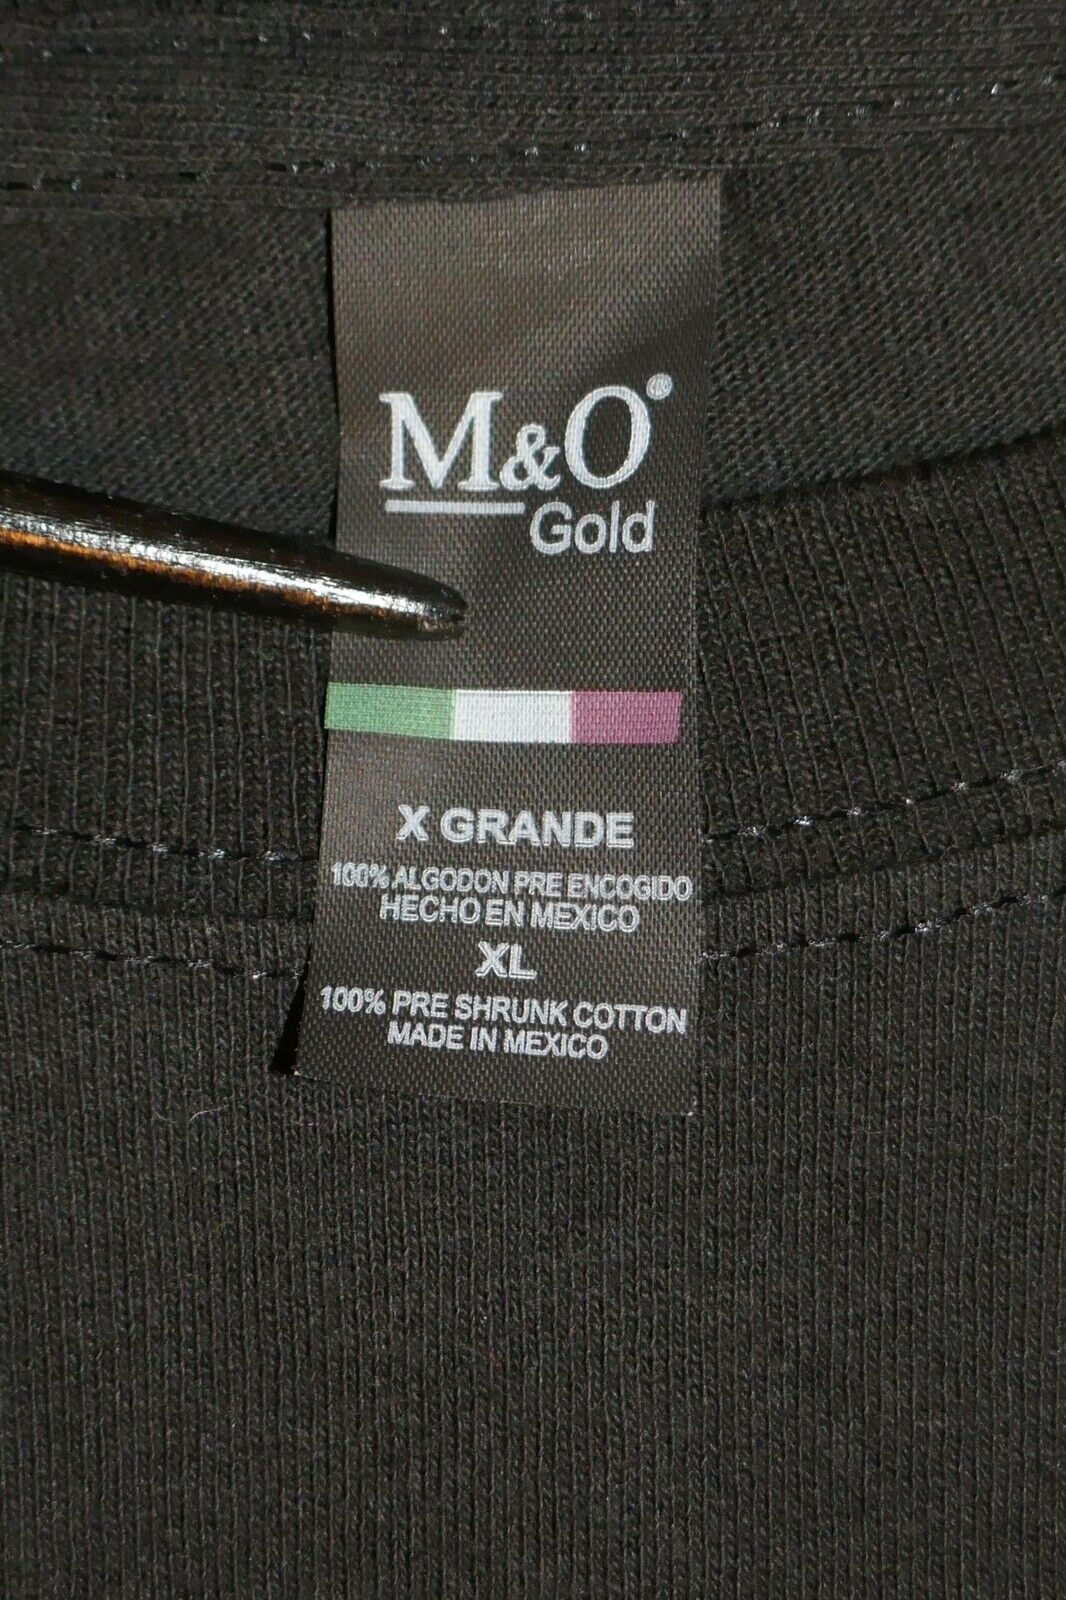 M&O®
Gold
X GRANDE
100% ALGODON PRE ENCOGIDO
HECHO EN MEXICO
XL
100% PRE SHRUNK COTTON
MADE IN MEXICO